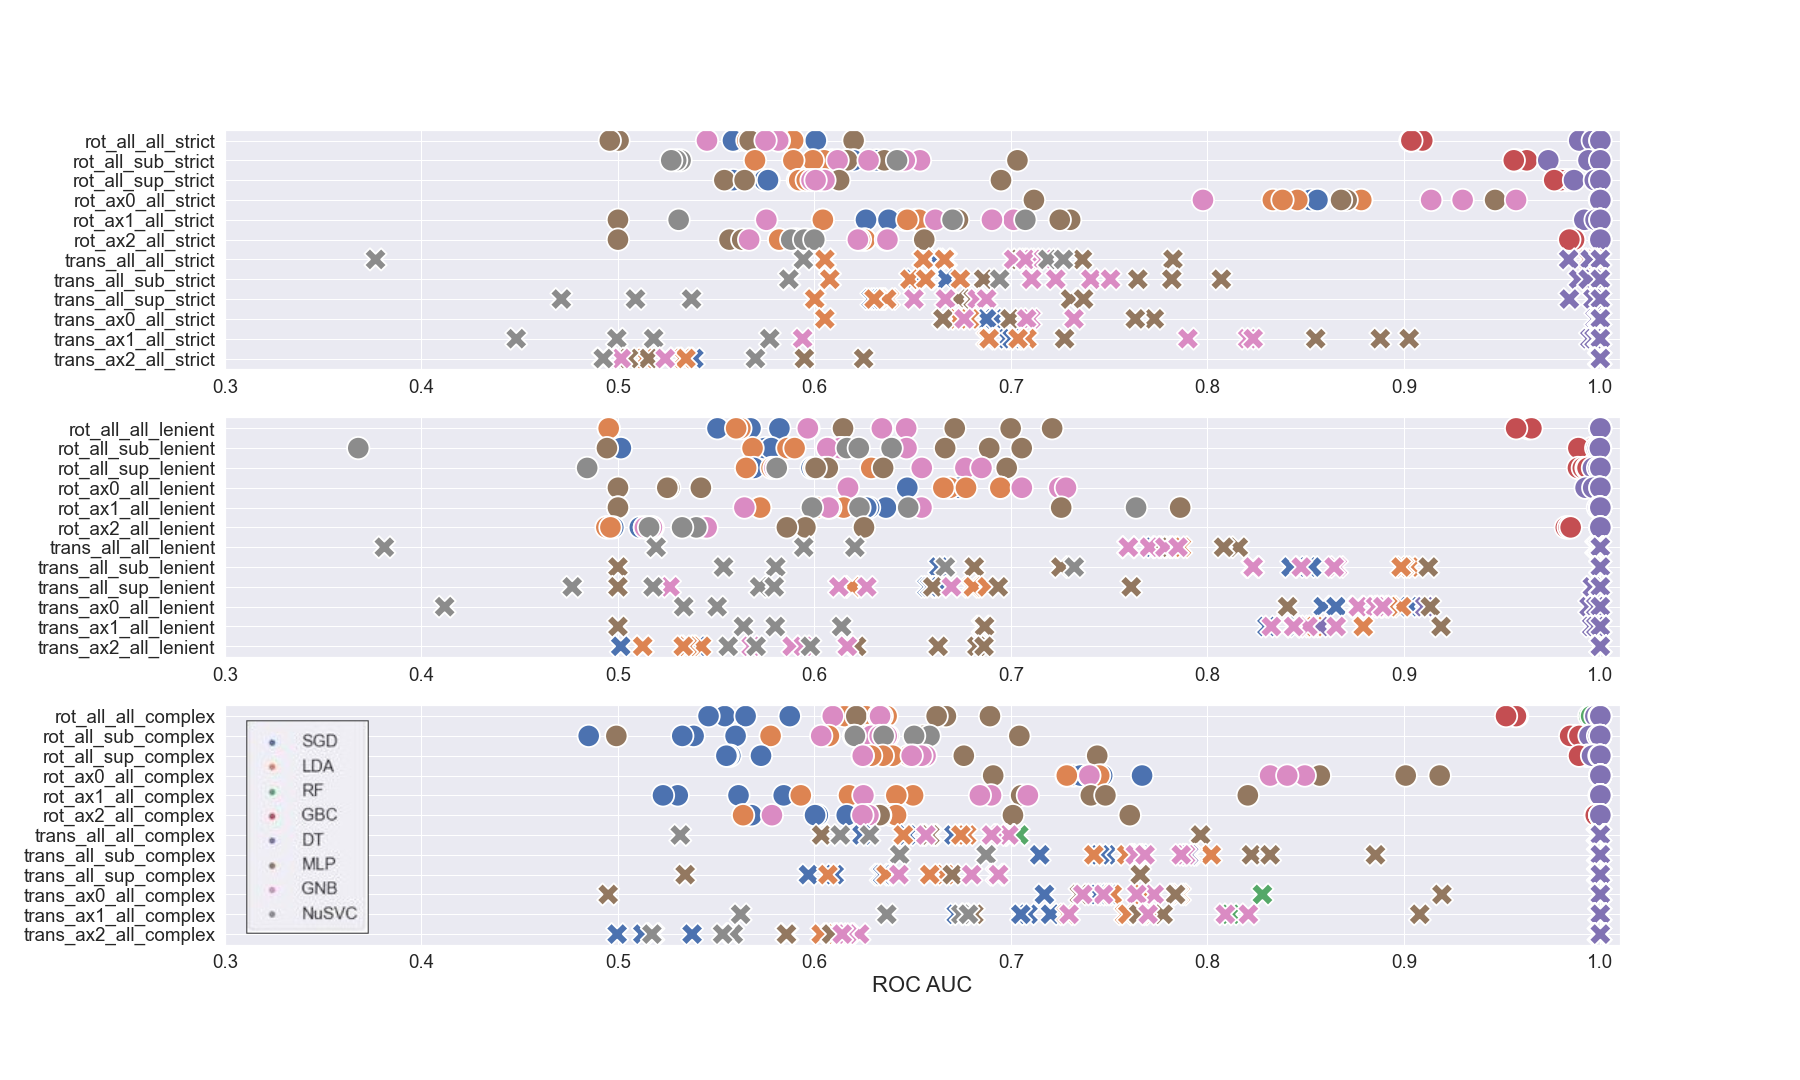 rot_all_all_strict
rot_all_sub_strict
rot_all_sup_strict
rot_ax0_all_strict
rot_ax1_all_strict
rot_ax2_all_strict
trans_all_all_strict
trans_all_sub_strict
trans_all_sup_strict
trans_ax0_all_strict
trans_ax1_all_strict
trans_ax2_all_strict
0.3 0.4 0.5 0.6 0.7 0.8 0.9 1.0
rot_all_all_lenient
rot_all_sub_lenient
rot_all_sup_lenient
rot_ax0_all_lenient
rot_ax1_all_lenient
rot_ax2_all_lenient
trans_all_all_lenient
trans_all_sub_lenient
trans_all_sup_lenient
trans_ax0_all_lenient
trans_ax1_all_lenient
trans_ax2_all_lenient
0.3 0.4 0.5 0.6 0.7 0.8 0.9 1.0
rot_all_all_complex
rot_all_sub_complex
rot_all_sup_complex
rot_ax0_all_complex
rot_ax1_all_complex
rot_ax2_all_complex
trans_all_all_complex
trans_all_sub_complex
trans_all_sup_complex
trans_ax0_all_complex
trans_ax1_all_complex
trans_ax2_all_complex
SGD
LDA
RF
GBC
DT
MLP
GNB
NuSVC
0.3 0.4 0.5 0.6 0.7 0.8 0.9 1.0
ROC AUC